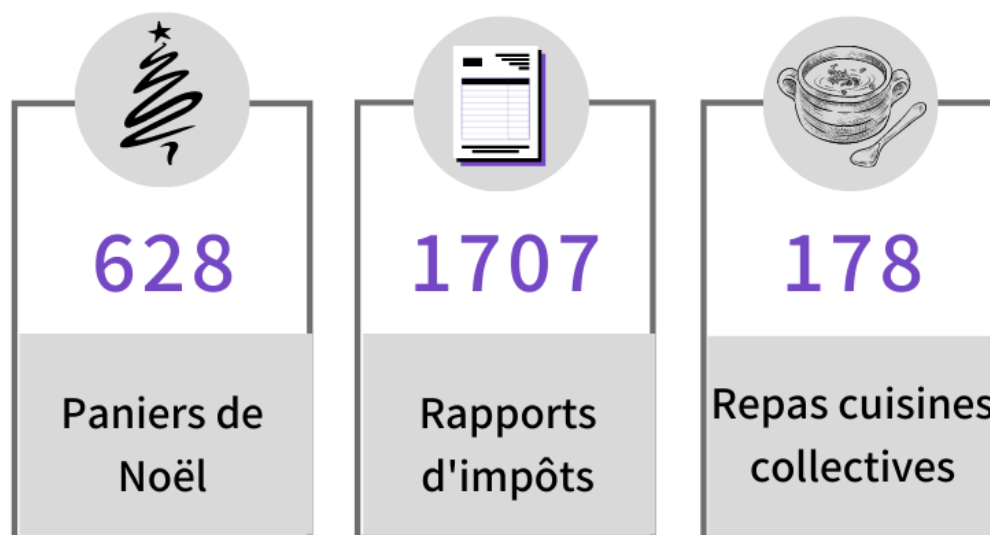 628
Paniers de
Noël
1707
Rapports
d'impôts
178
Repas cuisines
collectives